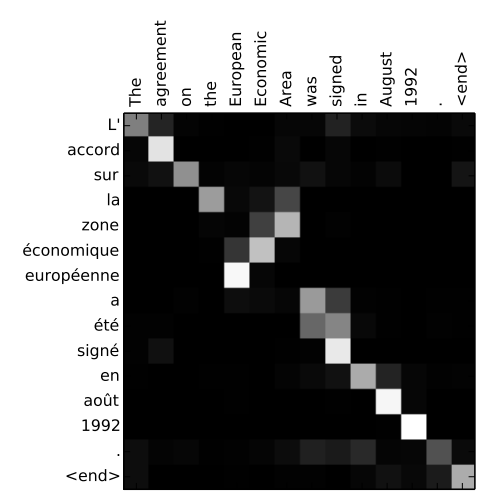 The agreement on the European Economic Area was signed in August 1992 . <end>
L'
accord
sur
la
zone
économique
européenne
a
été
signé
en
août
1992
.
<end>